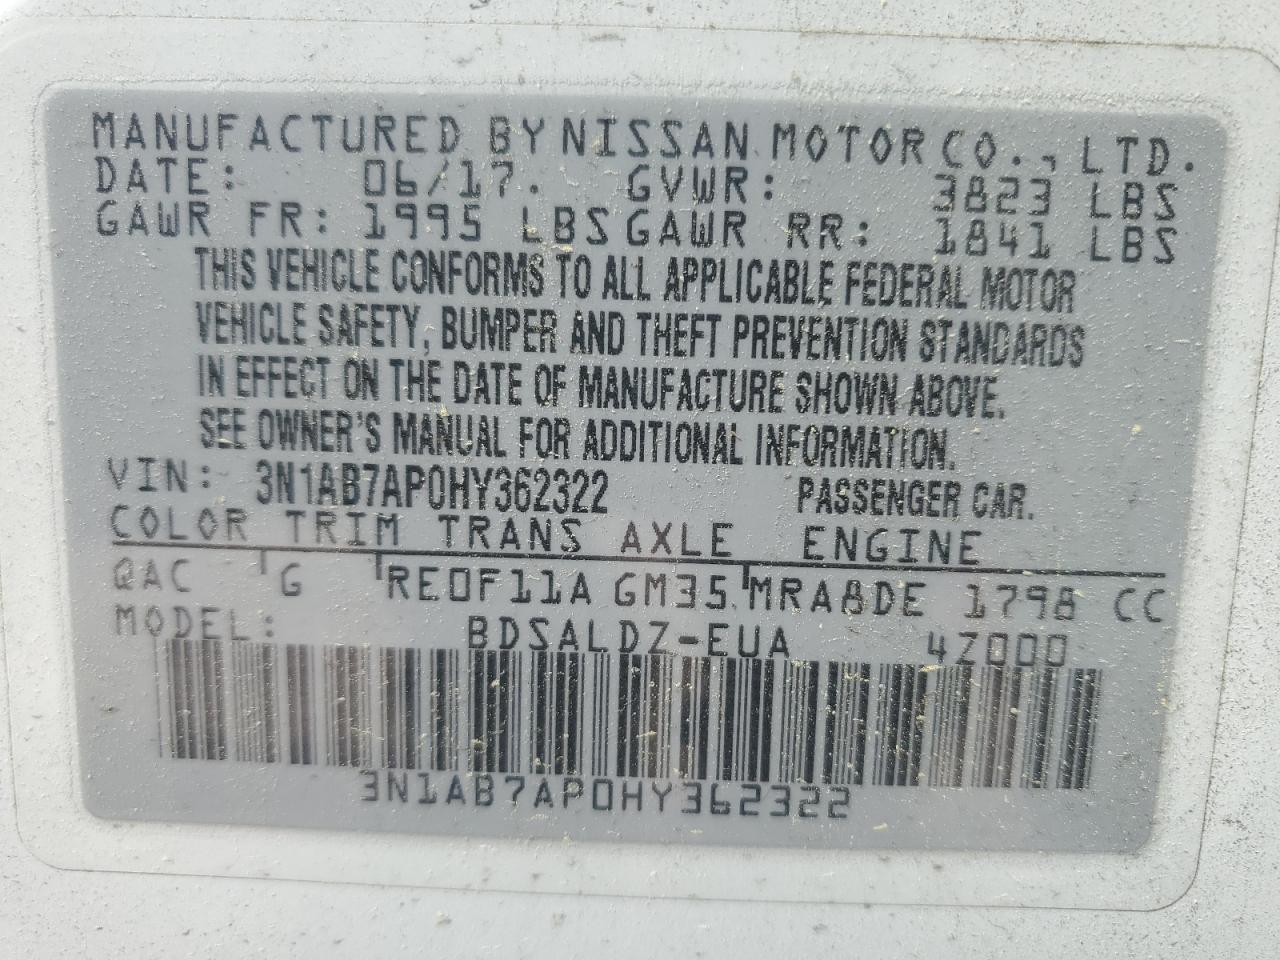 MANUFACTURED BY NISSAN MOTOR CO., LTD.
DATE: 06/17. GVWR: 3823 LBS
GAWR FR: 1995 LBS GAWR RR: 1841 LBS
THIS VEHICLE CONFORMS TO ALL APPLICABLE FEDERAL MOTOR
VEHICLE SAFETY, BUMPER AND THEFT PREVENTION STANDARDS
IN EFFECT ON THE DATE OF MANUFACTURE SHOWN ABOVE.
SEE OWNER'S MANUAL FOR ADDITIONAL INFORMATION.
VIN: 3N1AB7AP0HY362322 PASSENGER CAR.
COLOR TRIM TRANS AXLE ENGINE
QAC G RE0F11A GM35 MRA8DE 1798 CC
MODEL: BDSALDZ-EUA 4Z000
3N1AB7AP0HY362322